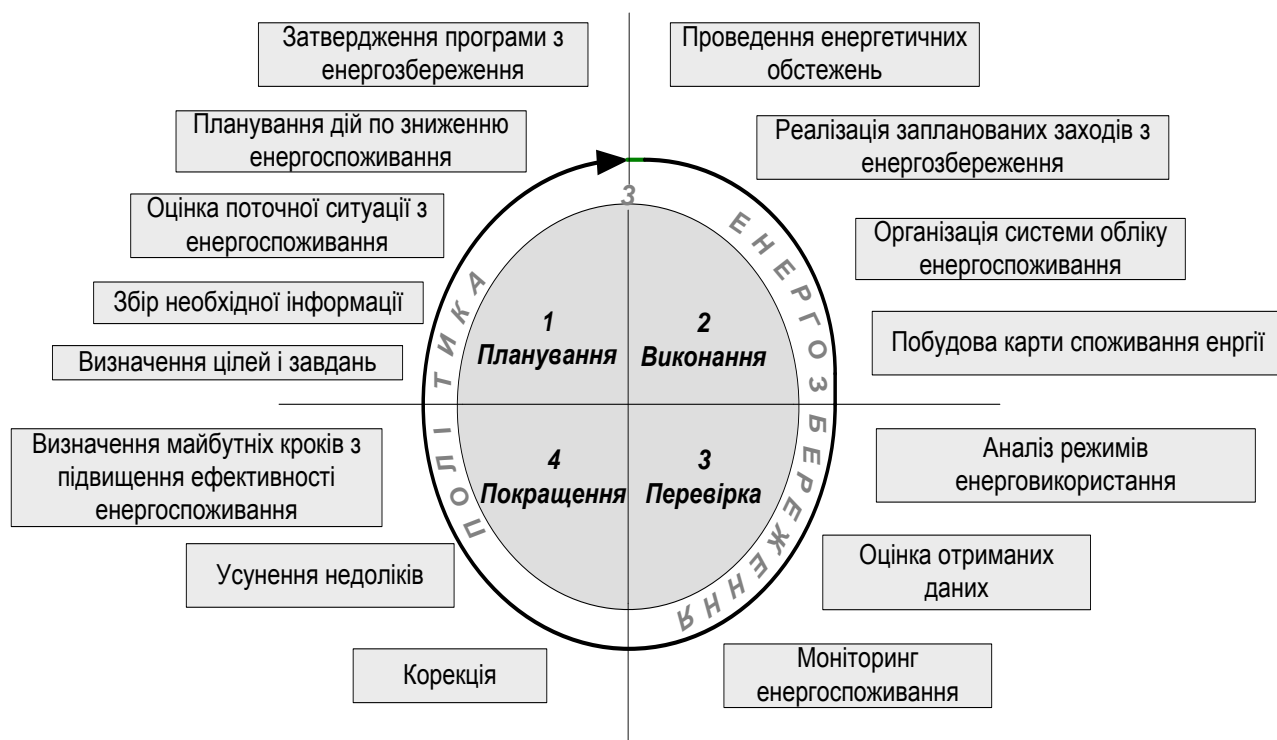 Затвердження програми з
енергозбереження
Проведення енергетичних
обстежень
Планування дій по зниженню
енергоспоживання
Реалізація запланованих заходів з
енергозбереження
Оцінка поточної ситуації з
енергоспоживання
Організація системи обліку
енергоспоживання
Збір необхідної інформації
Побудова карти споживання енргії
Визначення цілей і завдань
ПОЛІТИКА
З
ЕНЕРГОЗБЕРЕЖЕННЯ
1
Планування
2
Виконання
4
Покращення
3
Перевірка
Визначення майбутніх кроків з
підвищення ефективності
енергоспоживання
Аналіз режимів
енерговикористання
Усунення недоліків
Оцінка отриманих
даних
Корекція
Моніторинг
енергоспоживання